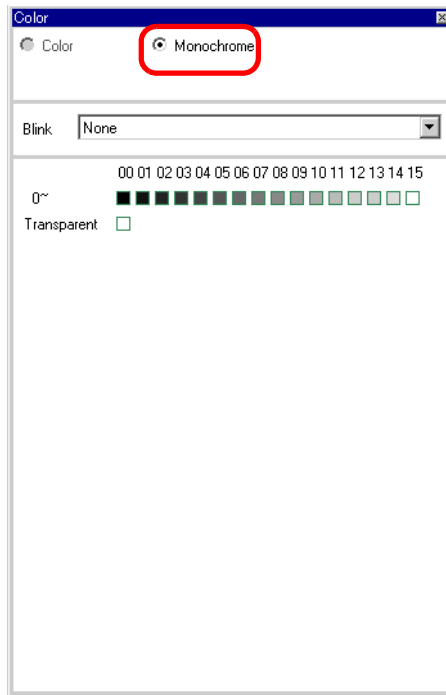 Color
Color Monochrome
Blink None
00 01 02 03 04 05 06 07 08 09 10 11 12 13 14 15
0~
Transparent